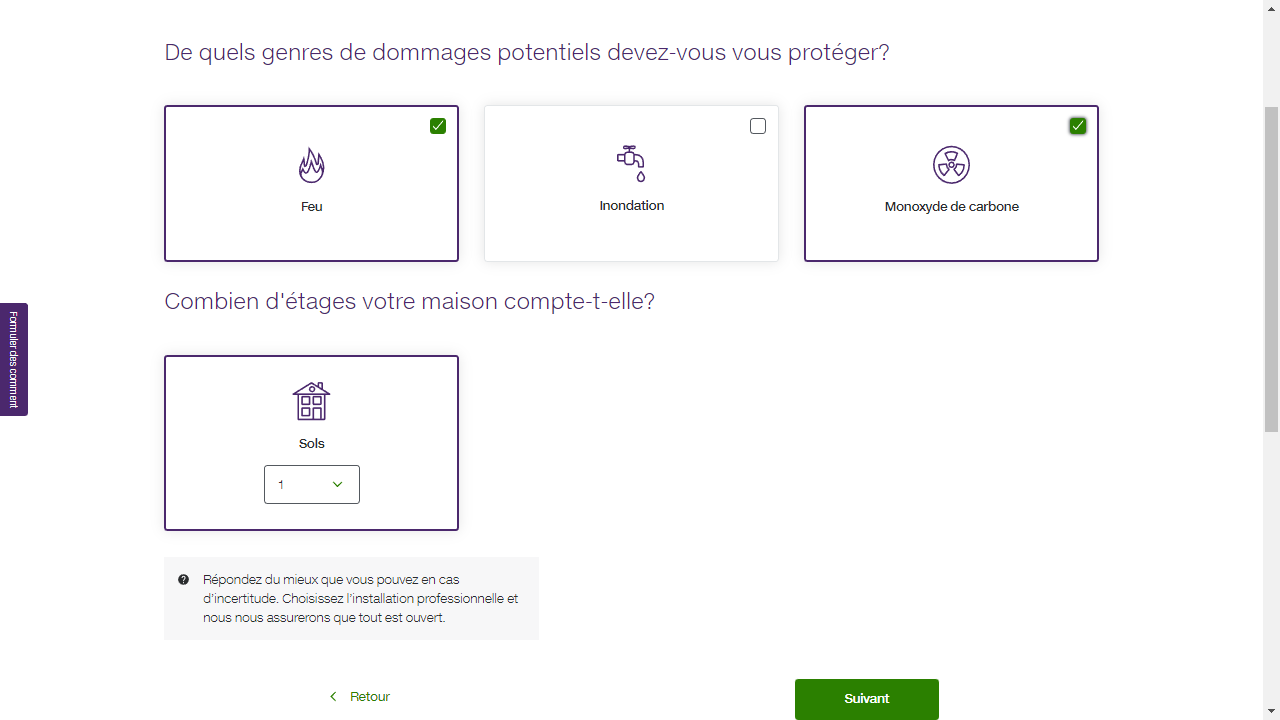 De quels genres de dommages potentiels devez-vous vous protéger?
Feu
Inondation
Monoxyde de carbone
Combien d'étages votre maison compte-t-elle?
Formuler des comment
Sols
1
Répondez du mieux que vous pouvez en cas
d'incertitude. Choisissez l'installation professionnelle et
nous nous assurerons que tout est ouvert.
Retour
Suivant